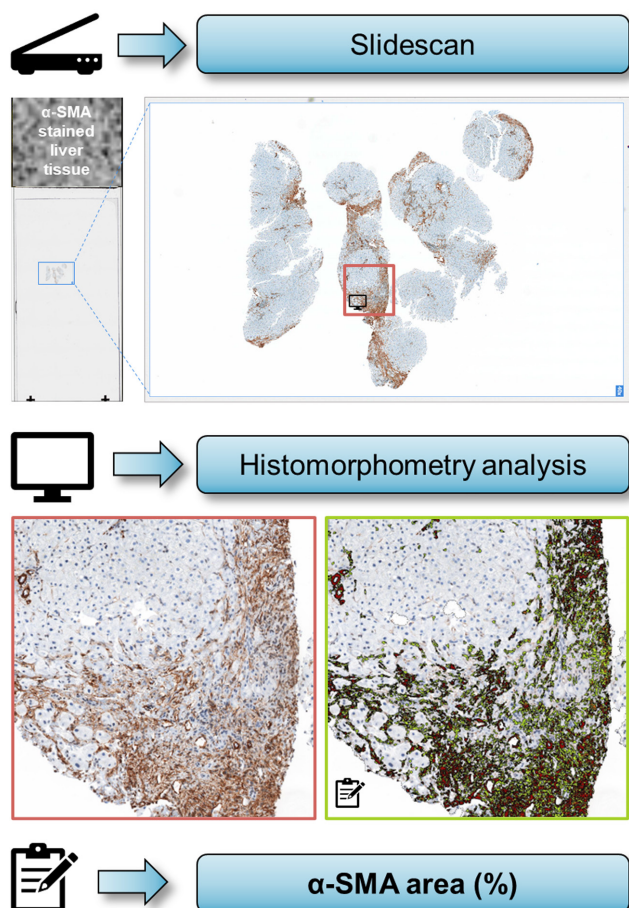 Slidescan
α-SMA
stained
liver
tissue
Histomorphometry analysis
α-SMA area (%)